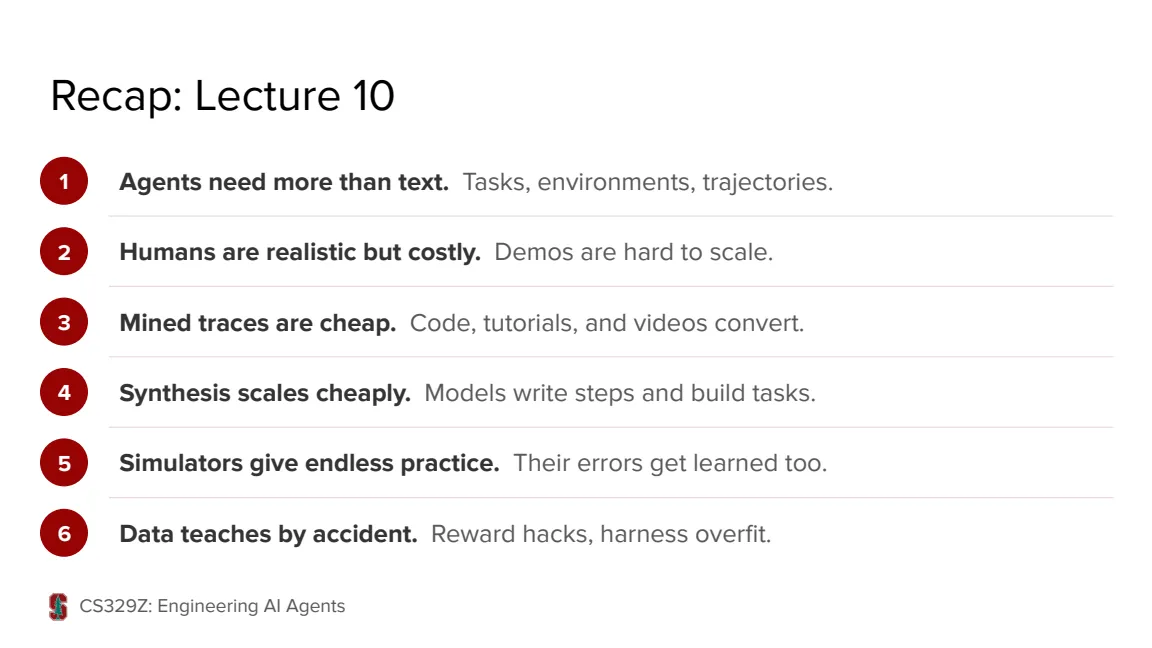 Recap: Lecture 10
1 Agents need more than text. Tasks, environments, trajectories.
2 Humans are realistic but costly. Demos are hard to scale.
3 Mined traces are cheap. Code, tutorials, and videos convert.
4 Synthesis scales cheaply. Models write steps and build tasks.
5 Simulators give endless practice. Their errors get learned too.
6 Data teaches by accident. Reward hacks, harness overfit.
CS329Z: Engineering AI Agents